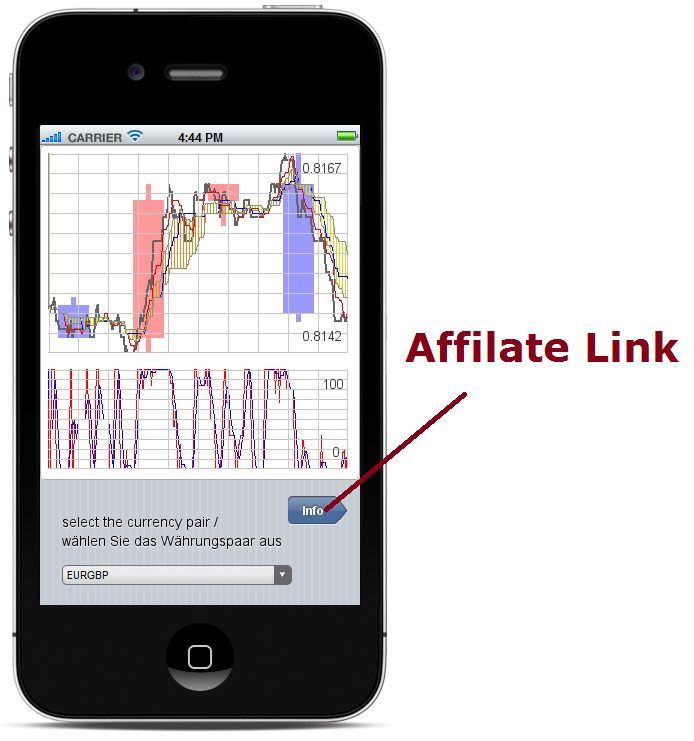 CARRIER 4:44 PM
0.8167
0.8142
Affilate Link
100
0
Info
select the currency pair /
wählen Sie das Währungspaar aus
EURGBP